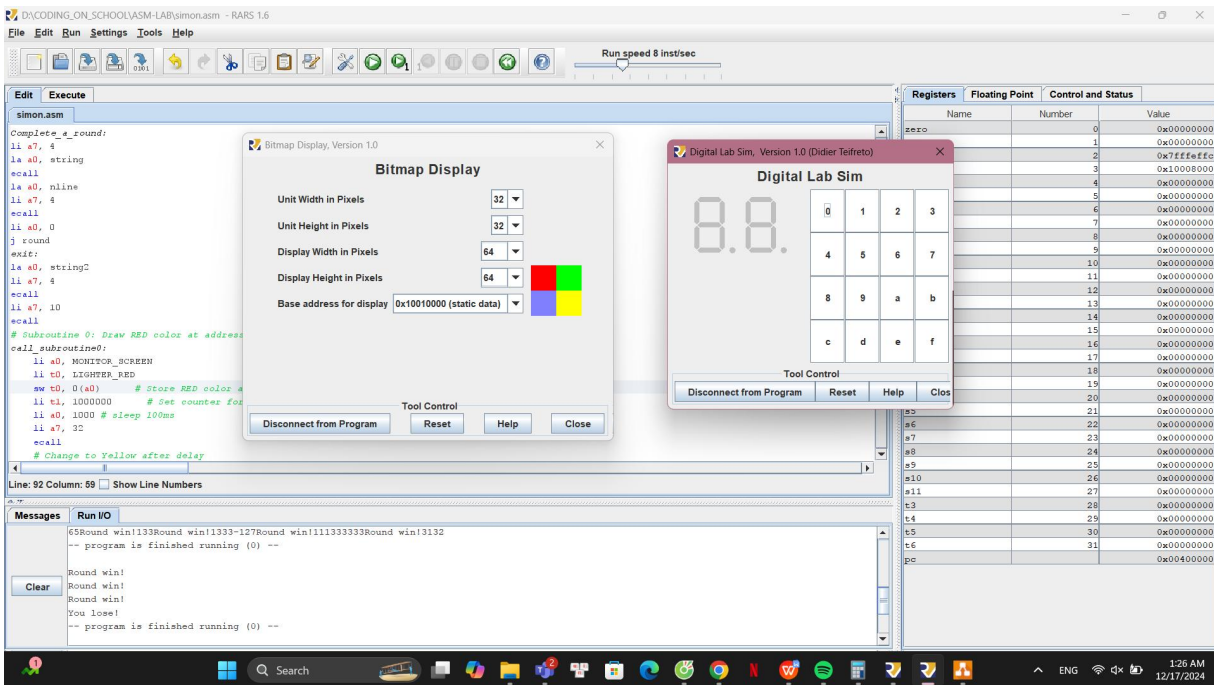 D:\CODING_ON_SCHOOL\ASM-LAB\simon.asm - RARS 1.6
File Edit Run Settings Tools Help
Run speed 8 inst/sec
Edit Execute
simon.asm
Complete_a_round:
li a7, 4
la a0, string
ecall
la a0, nline
li a7, 4
ecall
li a0, 0
j round
exit:
la a0, string2
li a7, 4
ecall
li a7, 10
ecall
# Subroutine 0: Draw RED color at address
call_subroutine0:
li a0, MONITOR_SCREEN
li t0, LIGHTER_RED
sw t0, 0(a0) # Store RED color a
li t1, 1000000 # Set counter for
li a0, 1000 # sleep 100ms
li a7, 32
ecall
# Change to Yellow after delay
Line: 92 Column: 59 Show Line Numbers
Bitmap Display, Version 1.0
Bitmap Display
Unit Width in Pixels 32
Unit Height in Pixels 32
Display Width in Pixels 64
Display Height in Pixels 64
Base address for display 0x10010000 (static data)
Tool Control
Disconnect from Program Reset Help Close
Digital Lab Sim, Version 1.0 (Didier Teifreto)
Digital Lab Sim
8.8.
0 1 2 3
4 5 6 7
8 9 a b
c d e f
Tool Control
Disconnect from Program Reset Help Clos
Registers Floating Point Control and Status
Name Number Value
zero 0 0x00000000
1 0x00000000
2 0x7fffeffc
3 0x10008000
4 0x00000000
5 0x00000000
6 0x00000000
7 0x00000000
8 0x00000000
9 0x00000000
10 0x00000000
11 0x00000000
12 0x00000000
13 0x00000000
14 0x00000000
15 0x00000000
16 0x00000000
17 0x00000000
18 0x00000000
19 0x00000000
20 0x00000000
s5 21 0x00000000
s6 22 0x00000000
s7 23 0x00000000
s8 24 0x00000000
s9 25 0x00000000
s10 26 0x00000000
s11 27 0x00000000
t3 28 0x00000000
t4 29 0x00000000
t5 30 0x00000000
t6 31 0x00000000
pc 0x00400000
Messages Run I/O
Clear
65Round win!133Round win!1333-127Round win!111333333Round win!3132
-- program is finished running (0) --
Round win!
Round win!
Round win!
You lose!
-- program is finished running (0) --
Search
ENG
1:26 AM
12/17/2024